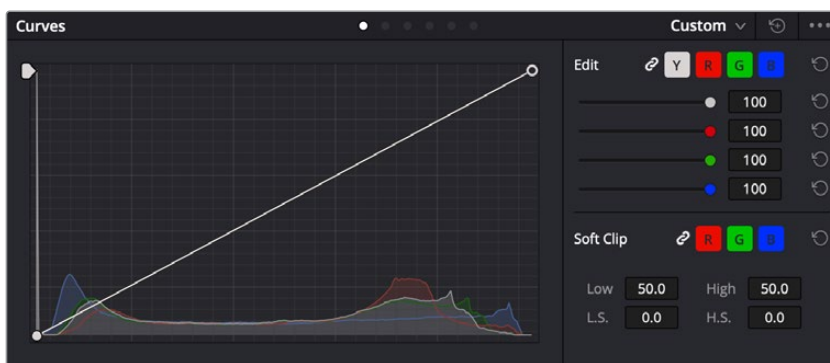 Curves
Custom
Edit Y R G B
100
100
100
100
Soft Clip R G B
Low 50.0 High 50.0
L.S. 0.0 H.S. 0.0